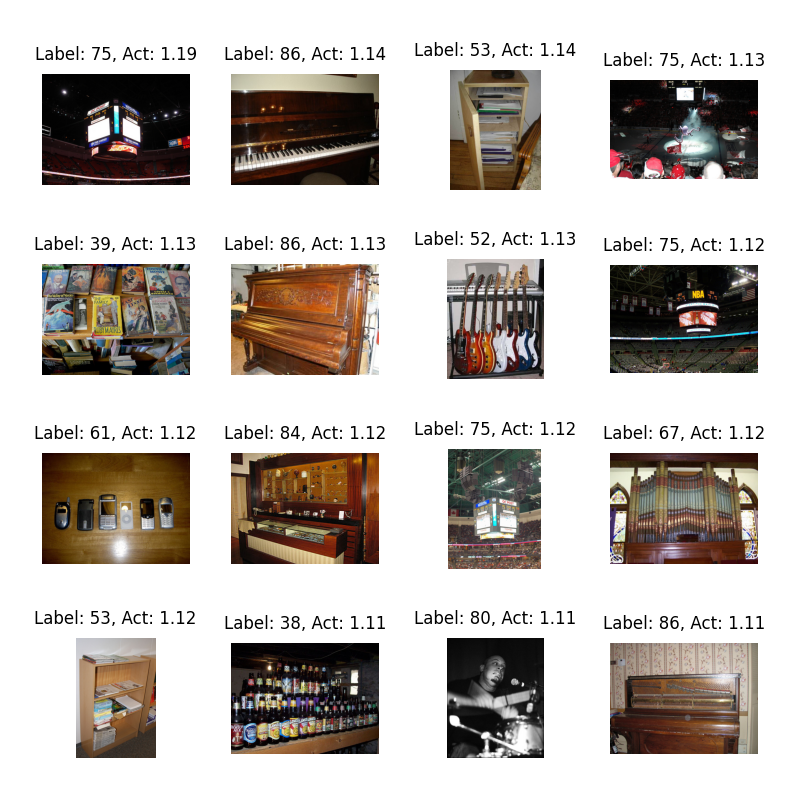 Label: 75, Act: 1.19
Label: 86, Act: 1.14
Label: 53, Act: 1.14
Label: 75, Act: 1.13
Label: 39, Act: 1.13
Label: 86, Act: 1.13
Label: 52, Act: 1.13
Label: 75, Act: 1.12
NBA
Label: 61, Act: 1.12
Label: 84, Act: 1.12
Label: 75, Act: 1.12
Label: 67, Act: 1.12
Label: 53, Act: 1.12
Label: 38, Act: 1.11
Label: 80, Act: 1.11
Label: 86, Act: 1.11